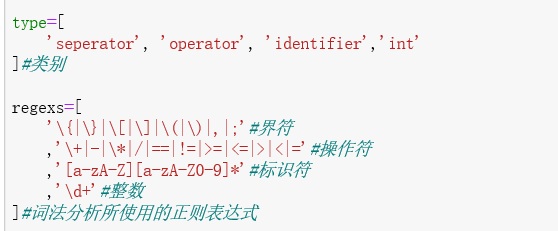 type=[
    'seperator', 'operator', 'identifier','int'
]#类别
regexs=[
    '\{|\}|\[|\]|\(|\)|,|;'#界符
    ,'\+|-|\*|/|==|!=|>=|<=|>|<|='#操作符
    ,'[a-zA-Z][a-zA-Z0-9]*'#标识符
    ,'\d+'#整数
]#词法分析所使用的正则表达式